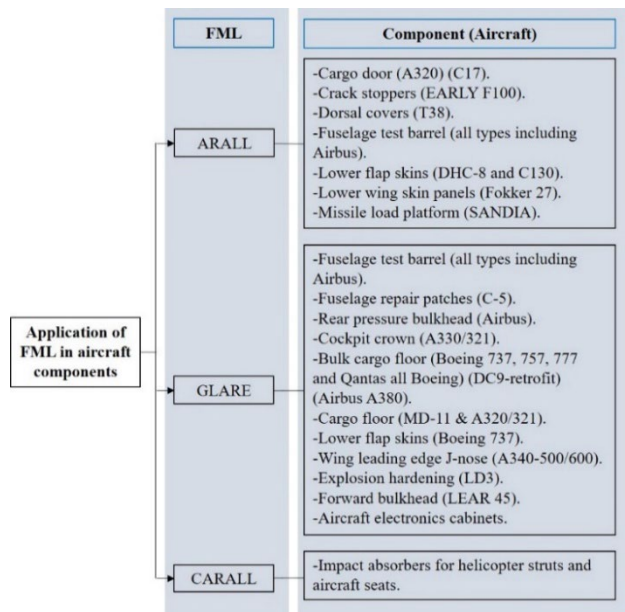 FML
Component (Aircraft)
-Cargo door (A320) (C17).
-Crack stoppers (EARLY F100).
-Dorsal covers (T38).
-Fuselage test barrel (all types including
Airbus).
-Lower flap skins (DHC-8 and C130).
-Lower wing skin panels (Fokker 27).
-Missile load platform (SANDIA).
ARALL
-Fuselage test barrel (all types including
Airbus).
-Fuselage repair patches (C-5).
-Rear pressure bulkhead (Airbus).
-Cockpit crown (A330/321).
-Bulk cargo floor (Boeing 737, 757, 777
and Qantas all Boeing) (DC9-retrofit)
(Airbus A380).
-Cargo floor (MD-11 & A320/321).
-Lower flap skins (Boeing 737).
-Wing leading edge J-nose (A340-500/600).
-Explosion hardening (LD3).
-Forward bulkhead (LEAR 45).
-Aircraft electronics cabinets.
Application of
FML in aircraft
components
GLARE
CARALL
-Impact absorbers for helicopter struts and
aircraft seats.